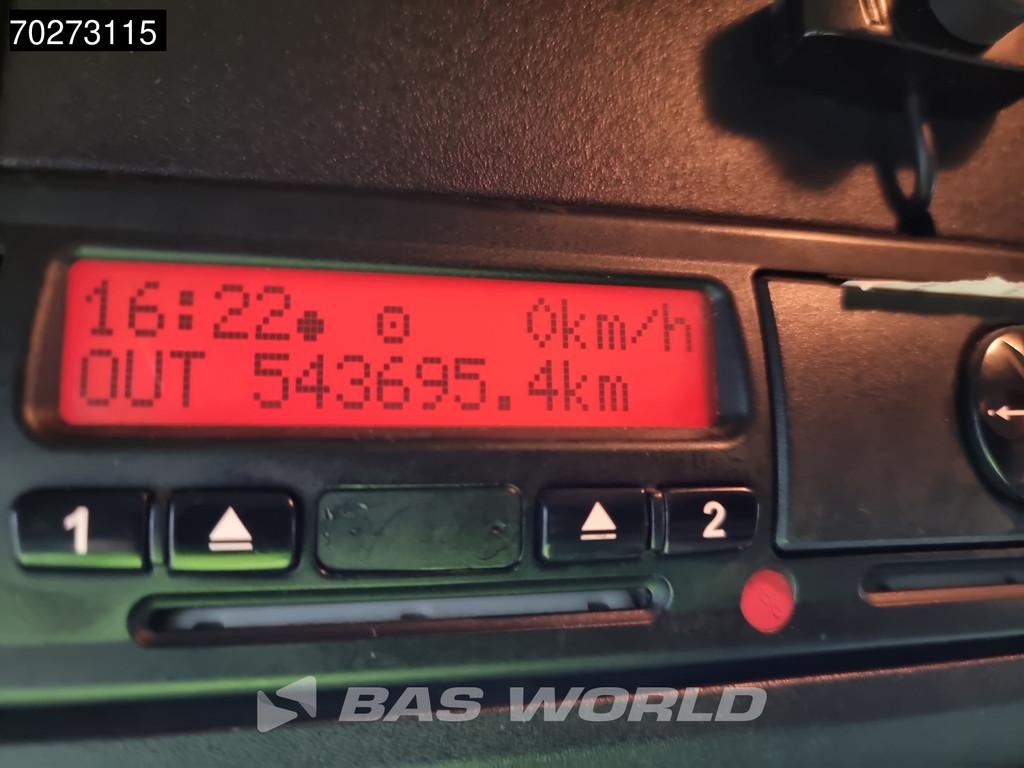 70273115
16:22 0km/h
OUT 543695.4km
1 2
BAS WORLD